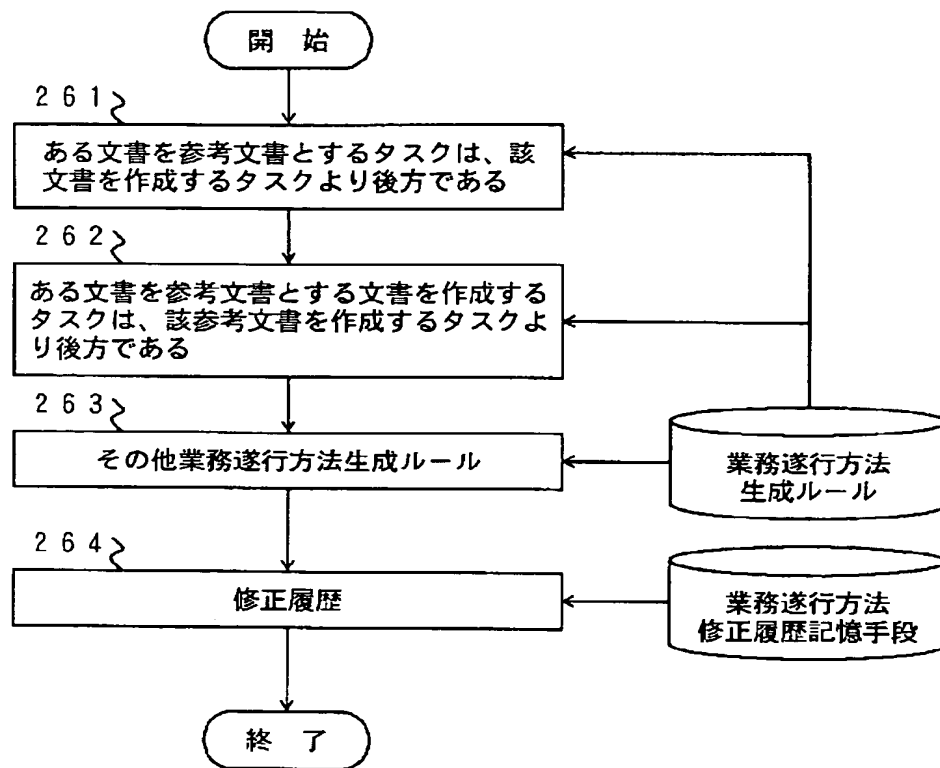 開 始
261
ある文書を参考文書とするタスクは、該
文書を作成するタスクより後方である
262
ある文書を参考文書とする文書を作成する
タスクは、該参考文書を作成するタスクよ
り後方である
263
その他業務遂行方法生成ルール
業務遂行方法
生成ルール
264
修正履歴
業務遂行方法
修正履歴記憶手段
終 了